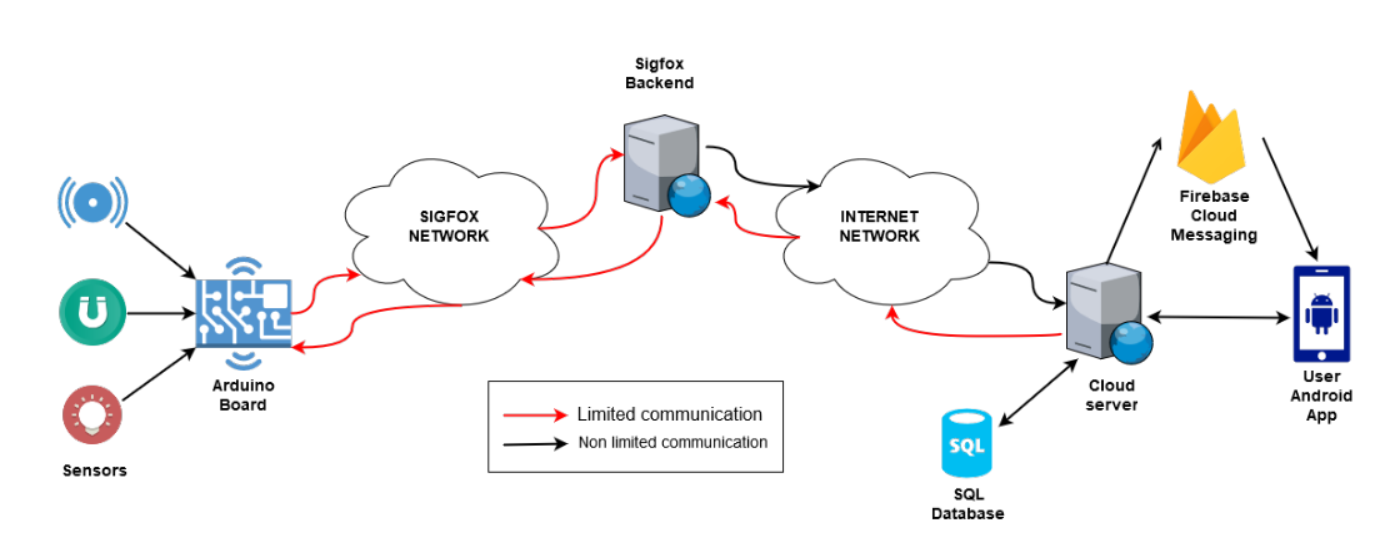 Sigfox
Backend
SIGFOX
NETWORK
INTERNET
NETWORK
Firebase
Cloud
Messaging
Arduino
Board
Sensors
Limited communication
Non limited communication
Cloud
server
User
Android
App
SQL
SQL
Database